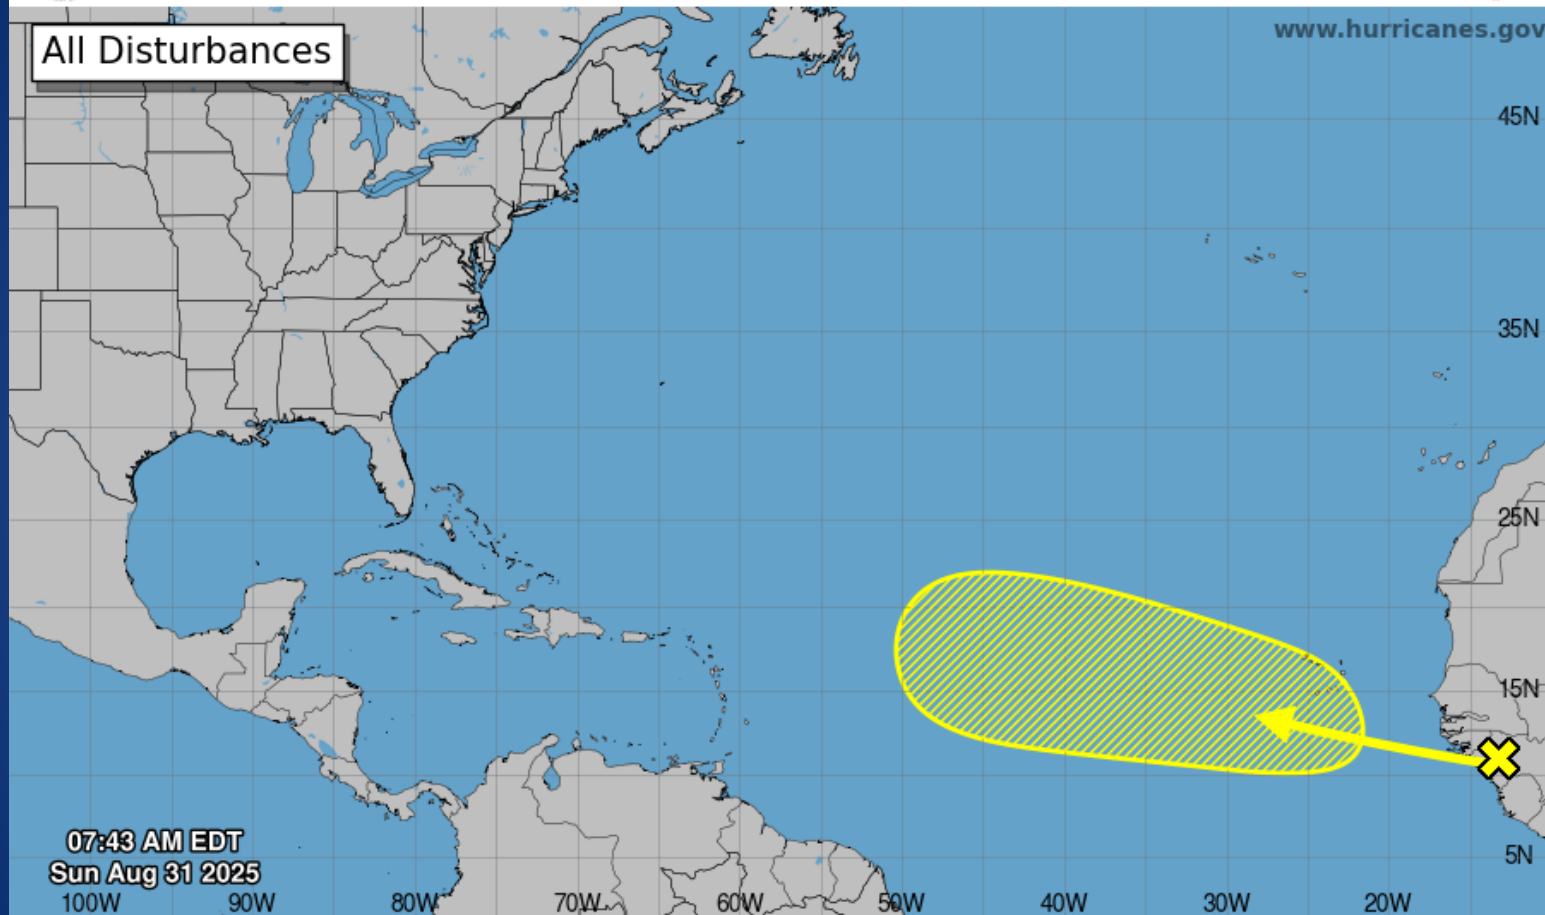 All Disturbances
www.hurricanes.gov
45N
35N
25N
15N
5N
07:43 AM EDT
Sun Aug 31 2025
100W 90W 80W 70W 60W 50W 40W 30W 20W